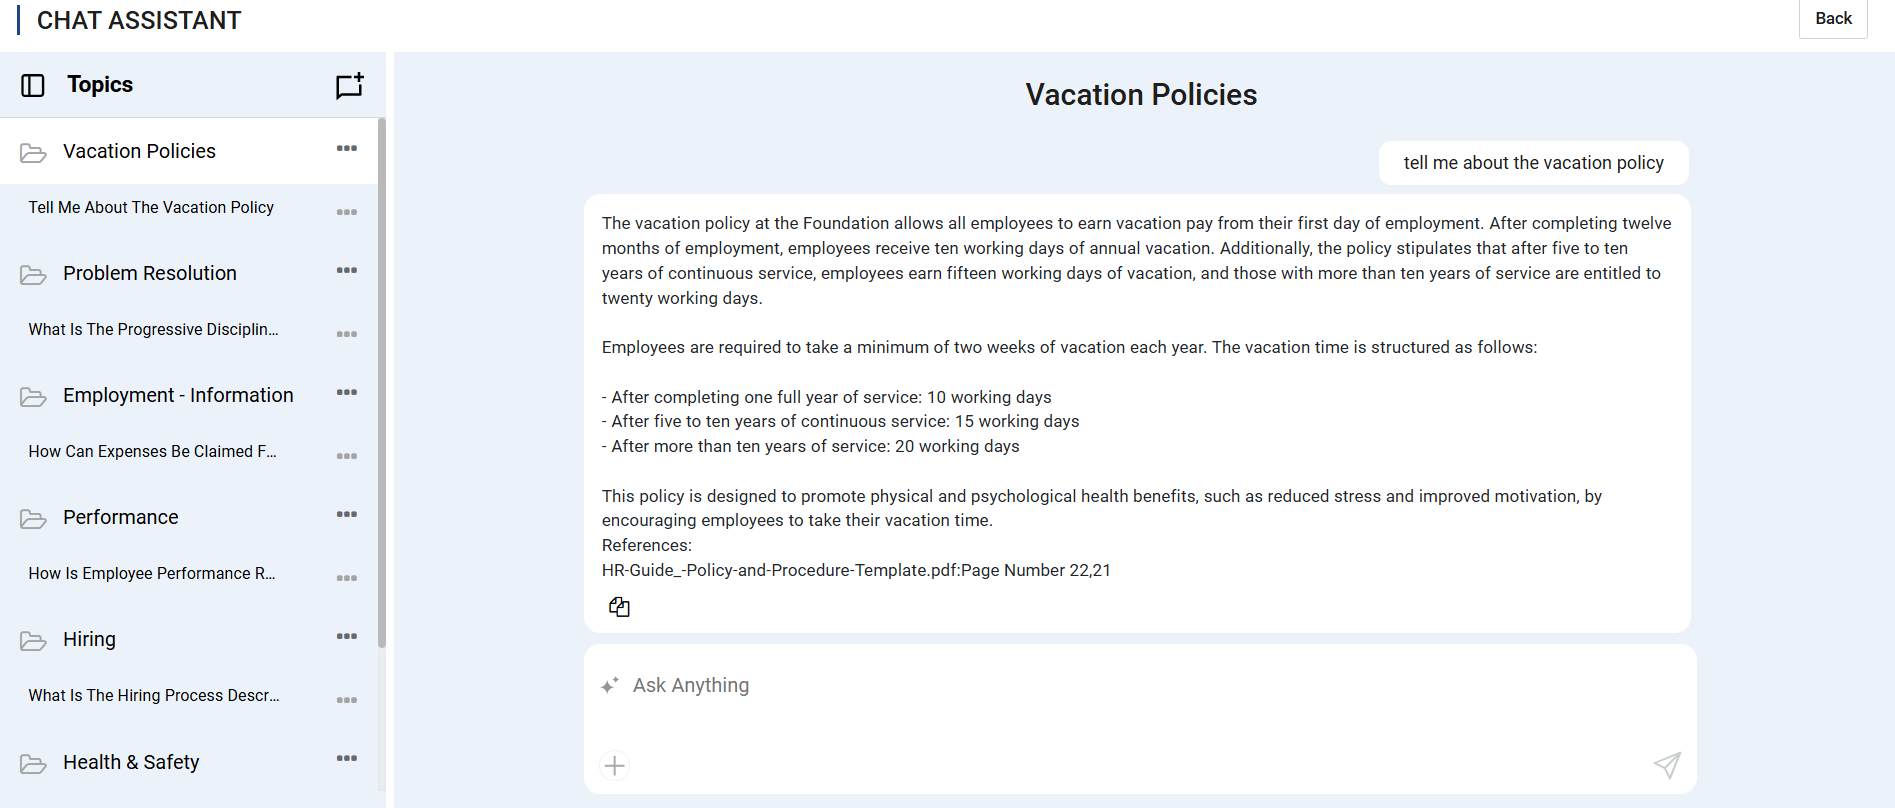 CHAT ASSISTANT
Back
Topics
Vacation Policies
Tell Me About The Vacation Policy
Problem Resolution
What Is The Progressive Disciplin...
Employment - Information
How Can Expenses Be Claimed F...
Performance
How Is Employee Performance R...
Hiring
What Is The Hiring Process Descr...
Health & Safety
Vacation Policies
tell me about the vacation policy
The vacation policy at the Foundation allows all employees to earn vacation pay from their first day of employment. After completing twelve
months of employment, employees receive ten working days of annual vacation. Additionally, the policy stipulates that after five to ten
years of continuous service, employees earn fifteen working days of vacation, and those with more than ten years of service are entitled to
twenty working days.
Employees are required to take a minimum of two weeks of vacation each year. The vacation time is structured as follows:
- After completing one full year of service: 10 working days
- After five to ten years of continuous service: 15 working days
- After more than ten years of service: 20 working days
This policy is designed to promote physical and psychological health benefits, such as reduced stress and improved motivation, by
encouraging employees to take their vacation time.
References:
HR-Guide_-Policy-and-Procedure-Template.pdf:Page Number 22,21
Ask Anything